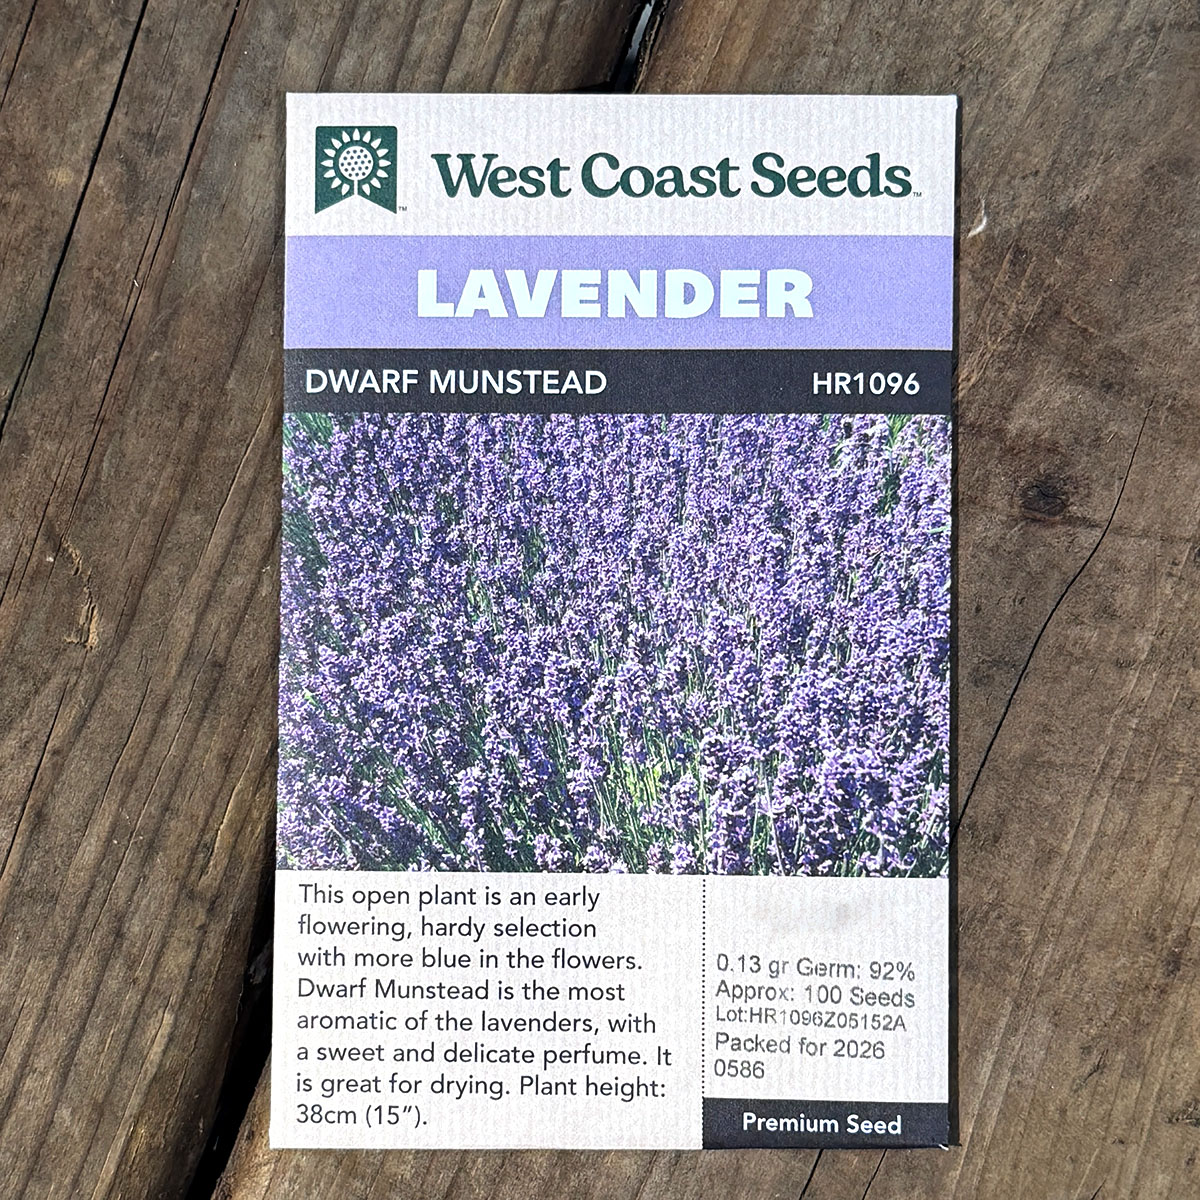 West Coast Seeds™
LAVENDER
DWARF MUNSTEAD HR1096
This open plant is an early
flowering, hardy selection
with more blue in the flowers.
Dwarf Munstead is the most
aromatic of the lavenders, with
a sweet and delicate perfume. It
is great for drying. Plant height:
38cm (15”).
0.13 gr Germ: 92%
Approx: 100 Seeds
Lot:HR1096Z05152A
Packed for 2026
0586
Premium Seed